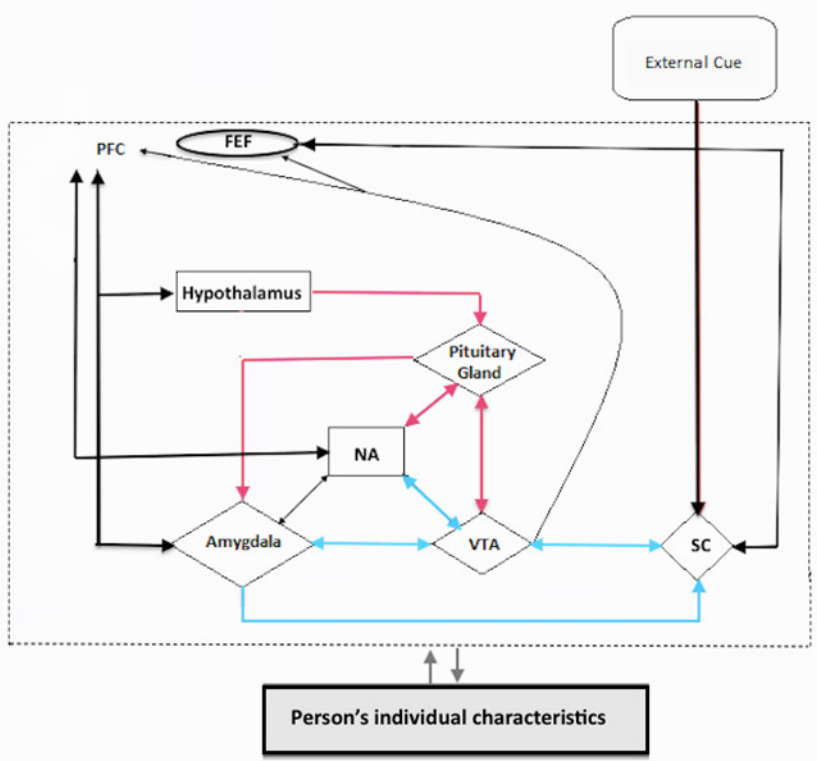 External Cue
FEF
PFC
Hypothalamus
Pituitary
Gland
NA
Amygdala
VTA
SC
Person's individual characteristics